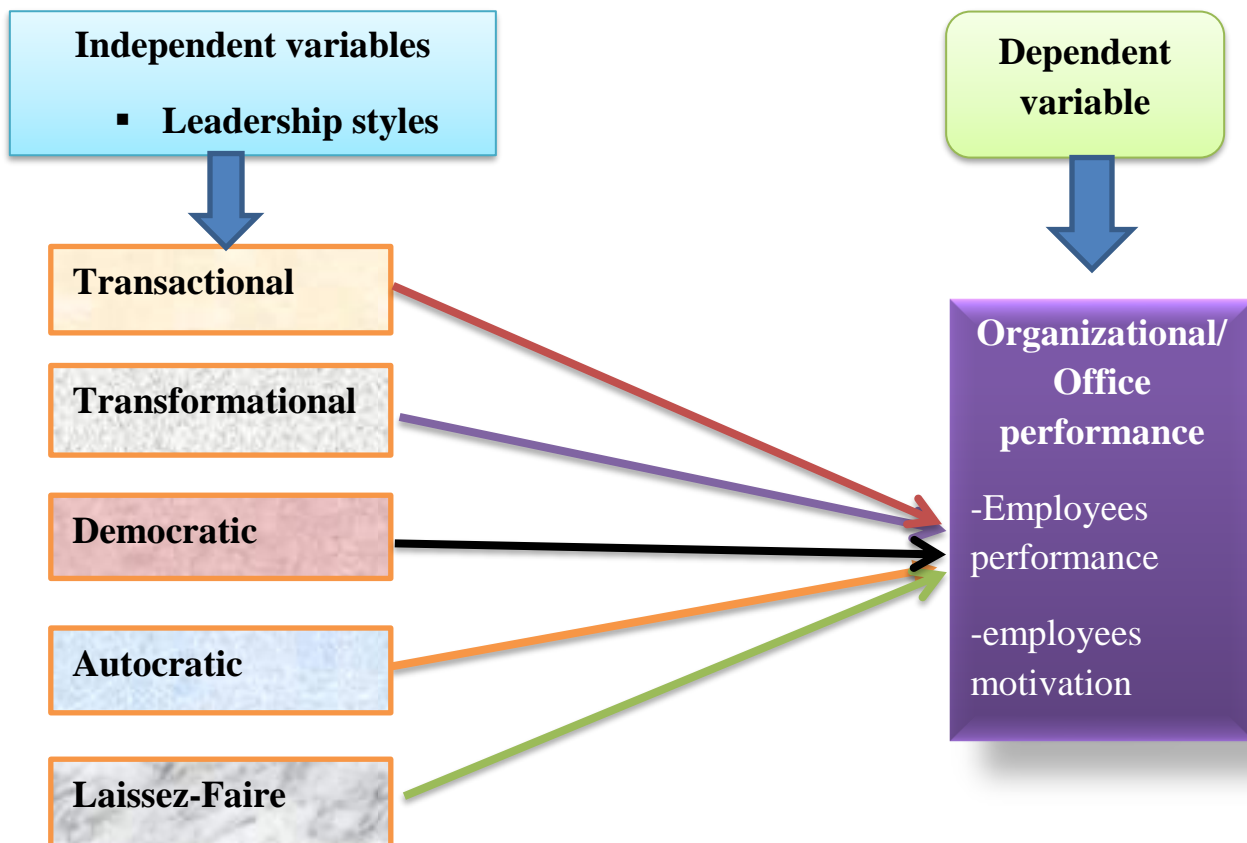 Independent variables
▪ Leadership styles
Dependent
variable
Transactional
Transformational
Democratic
Autocratic
Laissez-Faire
Organizational/
Office
performance
-Employees
performance
-employees
motivation